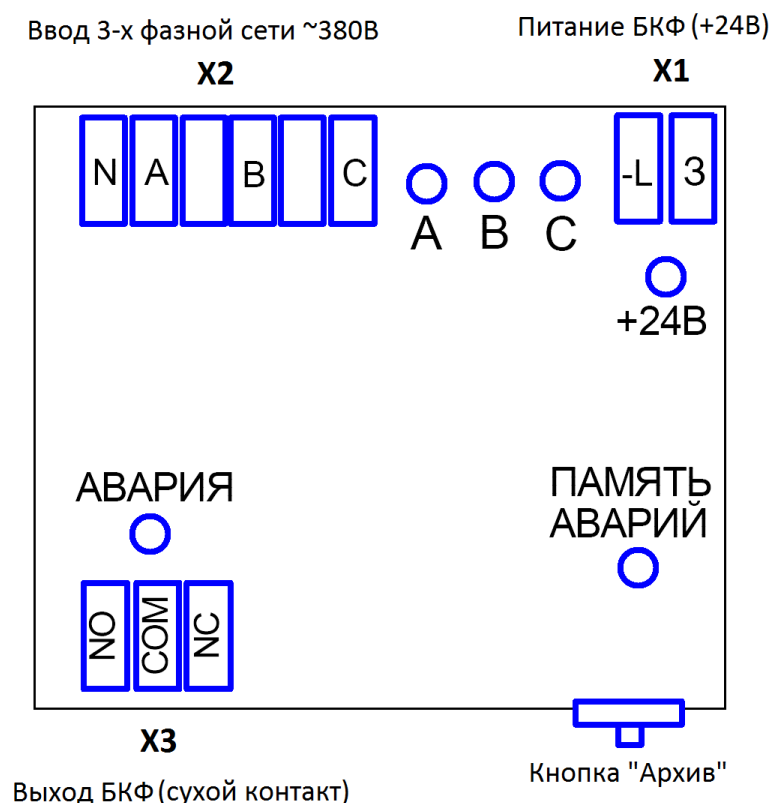 Ввод 3-х фазной сети ~380В
Питание БКФ (+24В)
X2
X1
N A B C
-L З
A B C
+24В
АВАРИЯ
ПАМЯТЬ
АВАРИЙ
NO COM NC
X3
Кнопка "Архив"
Выход БКФ (сухой контакт)